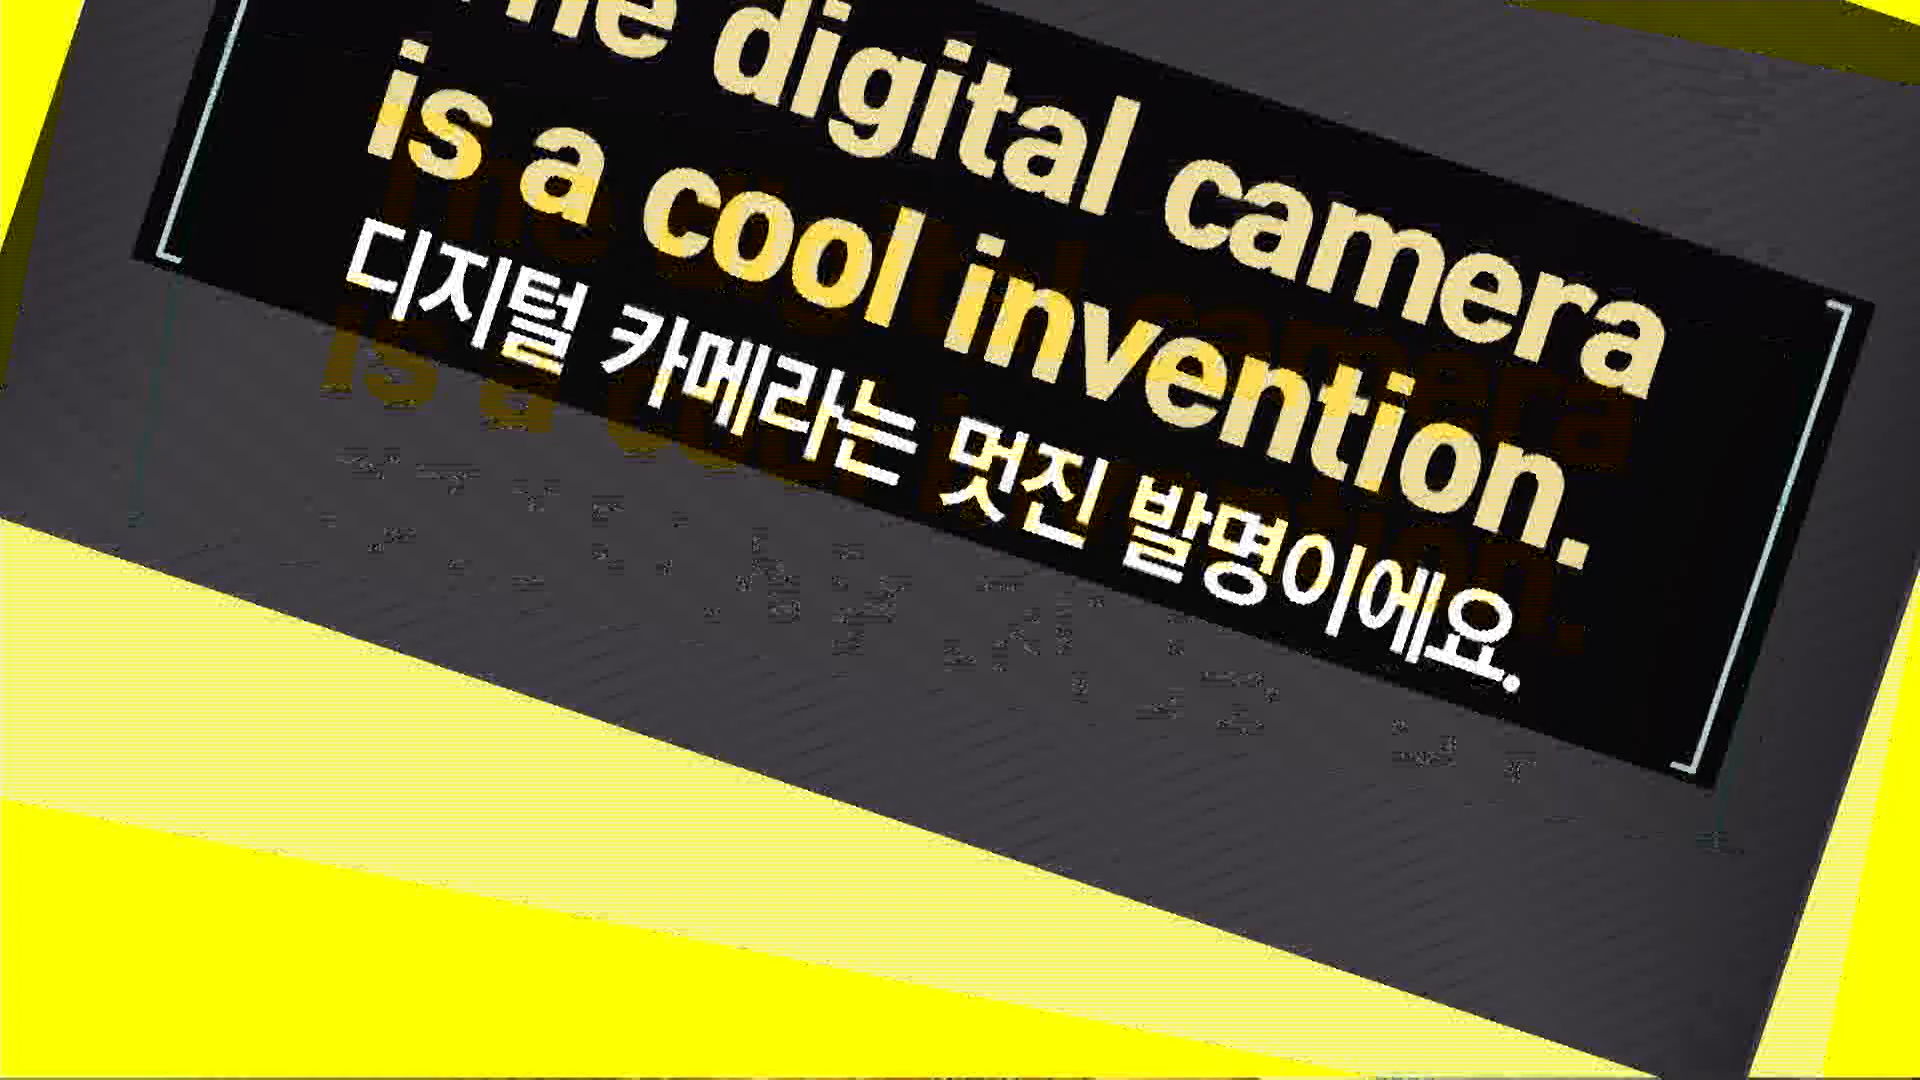 The digital camera
is a cool invention.
디지털 카메라는 멋진 발명이에요.